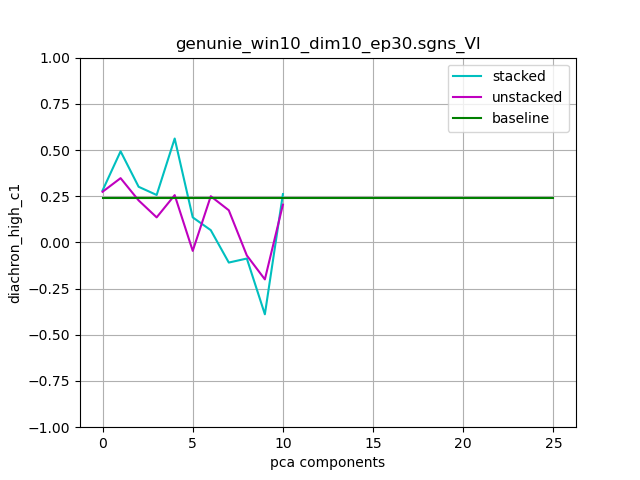 genunie_win10_dim10_ep30.sgns_VI
stacked
unstacked
baseline
diachron_high_c1
1.00
0.75
0.50
0.25
0.00
−0.25
−0.50
−0.75
−1.00
0 5 10 15 20 25
pca components